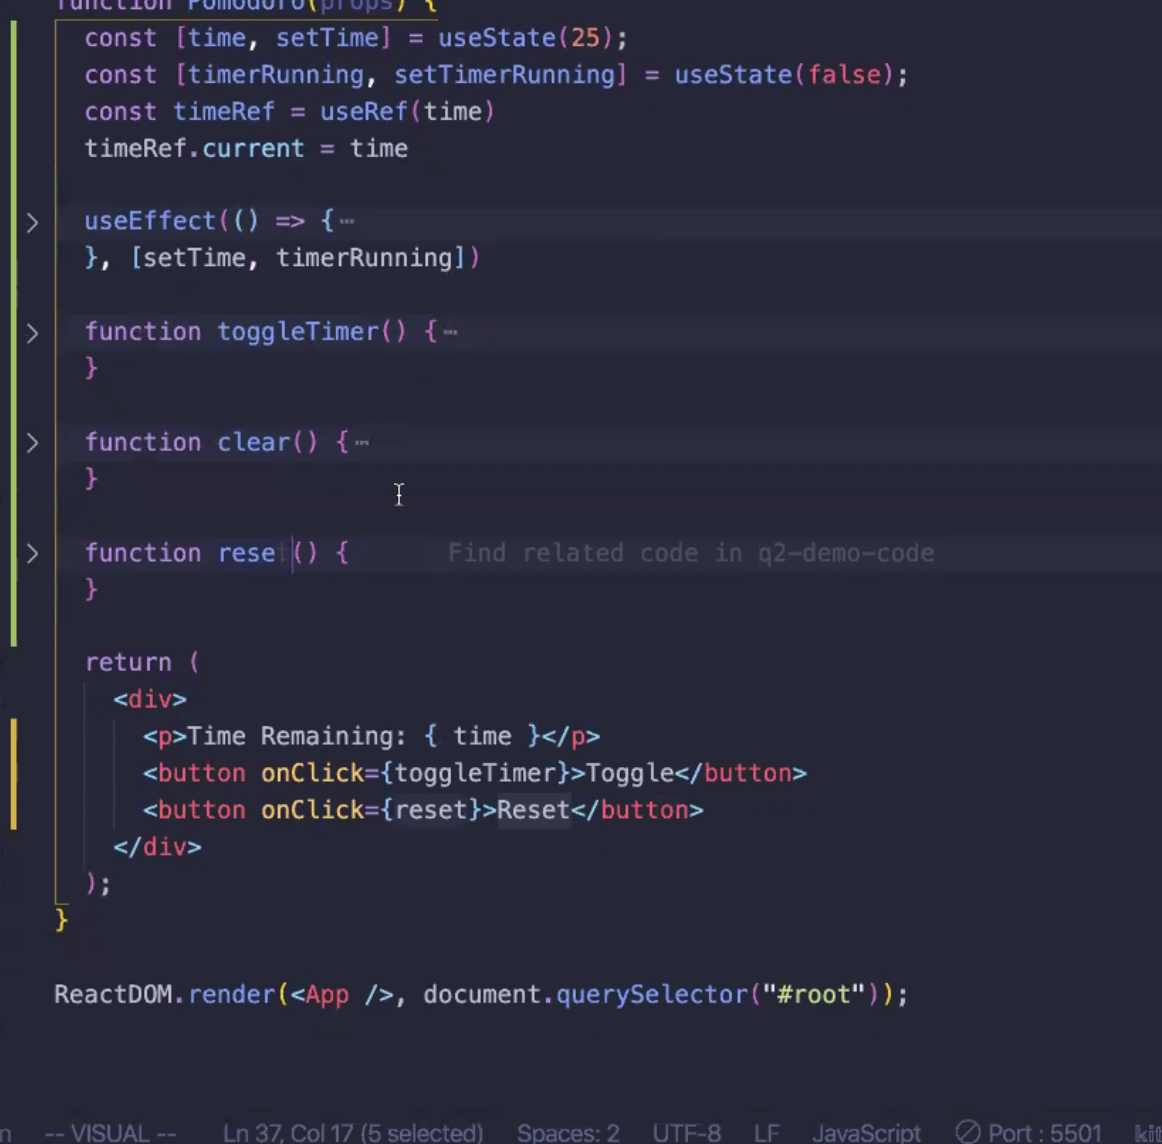 function Pomodoro(props) {
const [time, setTime] = useState(25);
const [timerRunning, setTimerRunning] = useState(false);
const timeRef = useRef(time)
timeRef.current = time
useEffect(() => {⋯
}, [setTime, timerRunning])
function toggleTimer() {⋯
}
function clear() {⋯
}
function reset() { Find related code in q2-demo-code
}
return (
<div>
<p>Time Remaining: { time }</p>
<button onClick={toggleTimer}>Toggle</button>
<button onClick={reset}>Reset</button>
</div>
);
}
ReactDOM.render(<App />, document.querySelector("#root"));
-- VISUAL -- Ln 37, Col 17 (5 selected) Spaces: 2 UTF-8 LF JavaScript Port : 5501